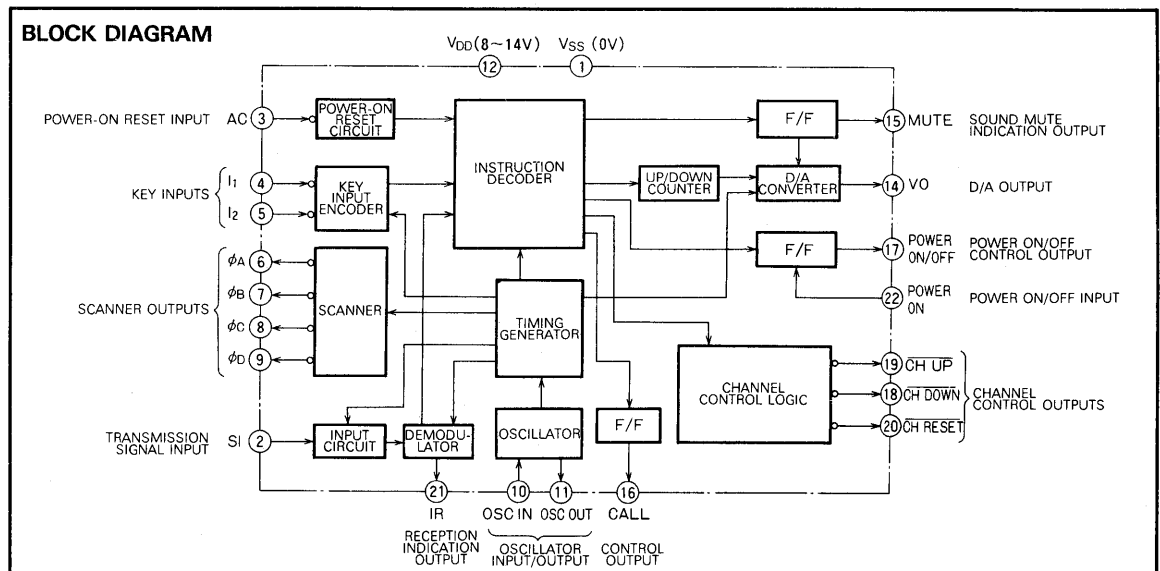 BLOCK DIAGRAM
VDD (8~14V) VSS (0V)
12 1
POWER-ON RESET INPUT AC 3
POWER-ON
RESET
CIRCUIT
KEY INPUTS
I1 4
I2 5
KEY
INPUT
ENCODER
INSTRUCTION
DECODER
F/F
15 MUTE SOUND MUTE
INDICATION OUTPUT
UP/DOWN
COUNTER
D/A
CONVERTER
14 VO D/A OUTPUT
F/F
17 POWER
ON/OFF
POWER ON/OFF
CONTROL OUTPUT
22 POWER
ON
POWER ON/OFF INPUT
SCANNER OUTPUTS
φA 6
φB 7
φC 8
φD 9
SCANNER
TIMING
GENERATOR
CHANNEL
CONTROL LOGIC
19 CH UP
18 CH DOWN
20 CH RESET
CHANNEL
CONTROL OUTPUTS
TRANSMISSION
SIGNAL INPUT
SI 2
INPUT
CIRCUIT
DEMODU-
LATOR
OSCILLATOR
F/F
21 10 11 16
IR OSC IN OSC OUT CALL
RECEPTION
INDICATION
OUTPUT
OSCILLATOR
INPUT/OUTPUT
CONTROL
OUTPUT